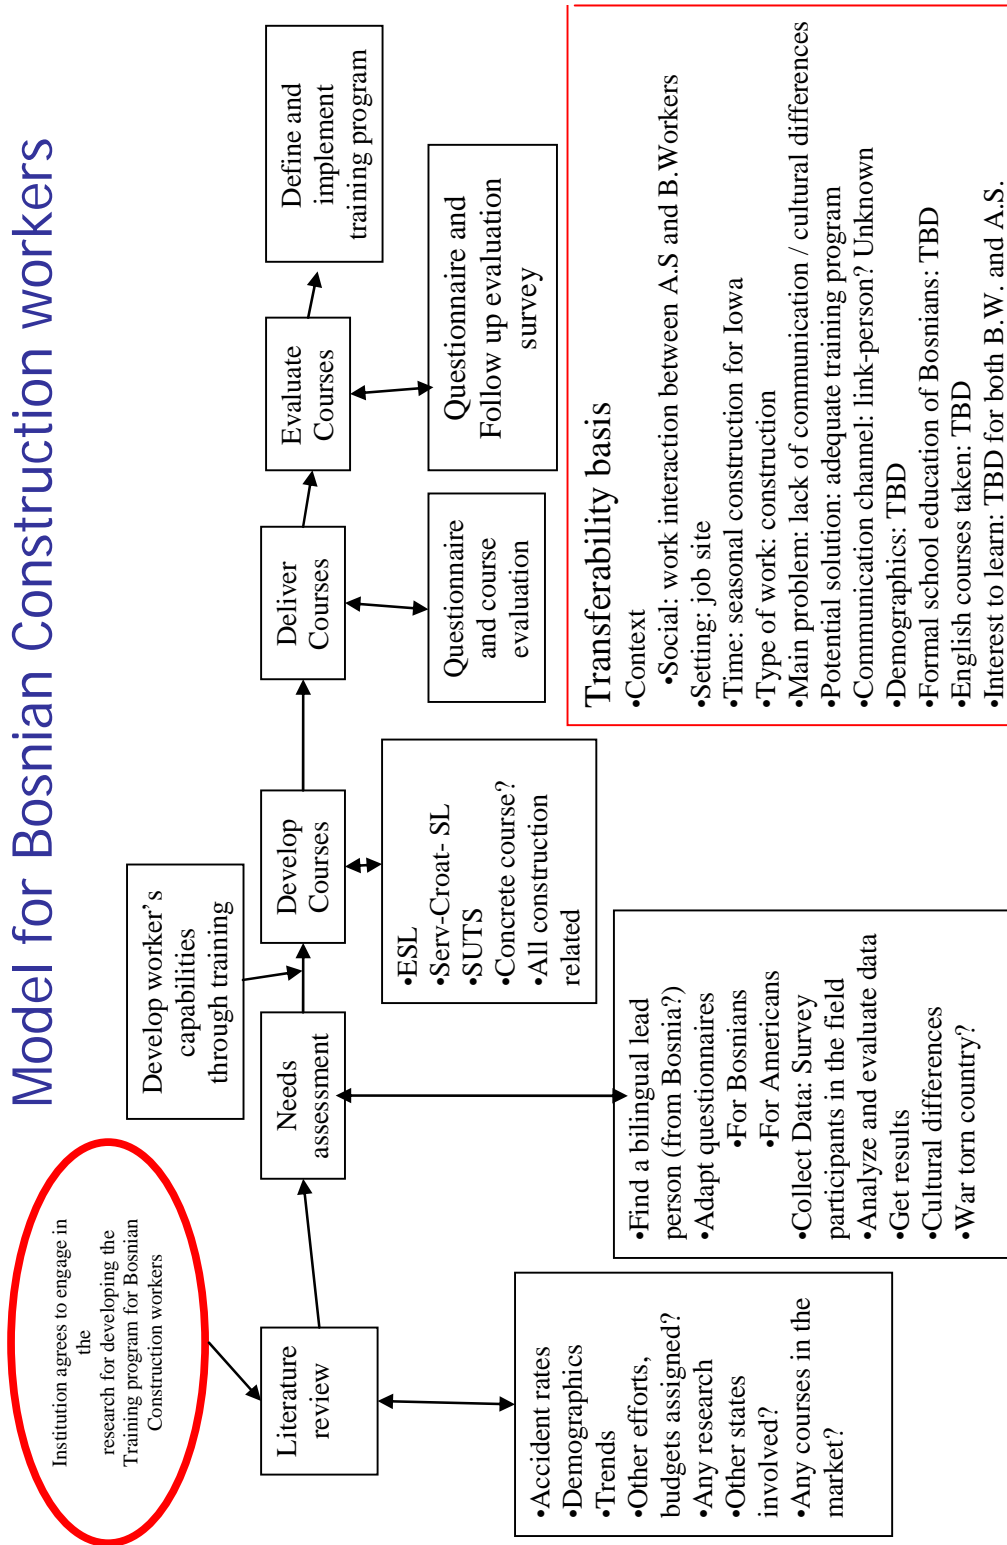 Model for Bosnian Construction workers
Institution agrees to engage in
the
research for developing the
Training program for Bosnian
Construction workers
Develop worker's
capabilities
through training
Literature
review
Needs
assessment
Develop
Courses
Deliver
Courses
Evaluate
Courses
Define and
implement
training program
•Accident rates
•Demographics
•Trends
•Other efforts,
budgets assigned?
•Any research
•Other states
involved?
•Any courses in the
market?
•Find a bilingual lead
person (from Bosnia?)
•Adapt questionnaires
•For Bosnians
•For Americans
•Collect Data: Survey
participants in the field
•Analyze and evaluate data
•Get results
•Cultural differences
•War torn country?
•ESL
•Serv-Croat- SL
•SUTS
•Concrete course?
•All construction
related
Questionnaire
and course
evaluation
Questionnaire and
Follow up evaluation
survey
Transferability basis
•Context
•Social: work interaction between A.S and B.Workers
•Setting: job site
•Time: seasonal construction for Iowa
•Type of work: construction
•Main problem: lack of communication / cultural differences
•Potential solution: adequate training program
•Communication channel: link-person? Unknown
•Demographics: TBD
•Formal school education of Bosnians: TBD
•English courses taken: TBD
•Interest to learn: TBD for both B.W. and A.S.